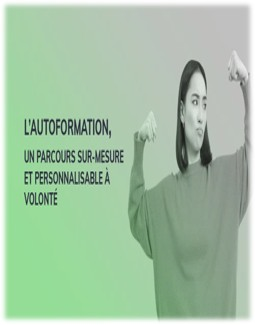 L'AUTOFORMATION,
UN PARCOURS SUR-MESURE
ET PERSONNALISABLE À
VOLONTÉ